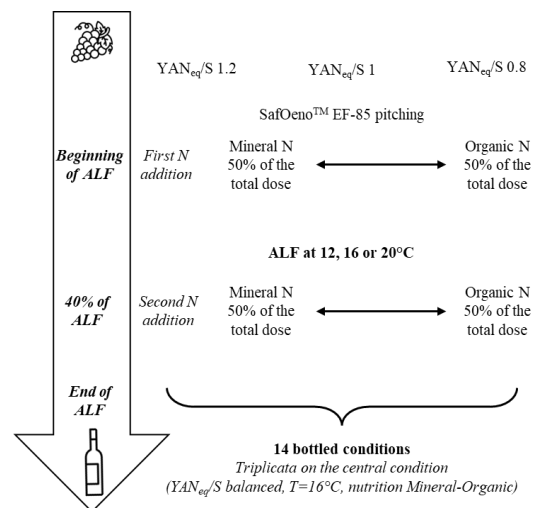 YANeq/S 1.2 YANeq/S 1 YANeq/S 0.8
SafOeno™ EF-85 pitching
Beginning
of ALF
First N
addition
Mineral N
50% of the
total dose
Organic N
50% of the
total dose
ALF at 12, 16 or 20°C
40% of
ALF
Second N
addition
Mineral N
50% of the
total dose
Organic N
50% of the
total dose
End of
ALF
14 bottled conditions
Triplicata on the central condition
(YANeq/S balanced, T=16°C, nutrition Mineral-Organic)